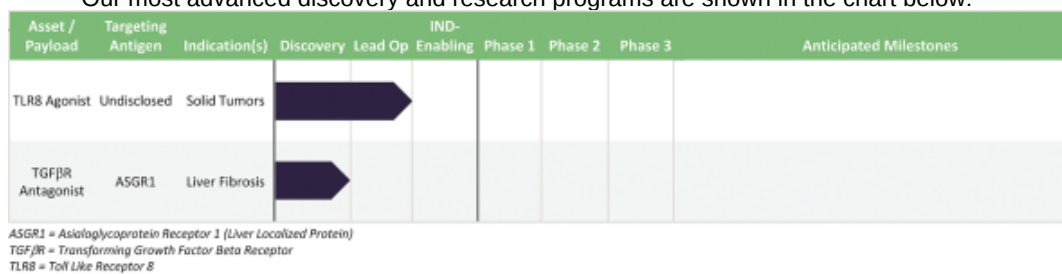 Our most advanced discovery and research programs are shown in the chart below.
Asset / Payload Targeting Antigen Indication(s) Discovery Lead Op IND-Enabling Phase 1 Phase 2 Phase 3 Anticipated Milestones
TLR8 Agonist Undisclosed Solid Tumors
TGFβR Antagonist ASGR1 Liver Fibrosis
ASGR1 = Asialoglycoprotein Receptor 1 (Liver Localized Protein)
TGFβR = Transforming Growth Factor Beta Receptor
TLR8 = Toll Like Receptor 8